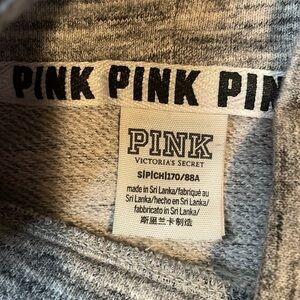 PINK PINK PIN
PINK
VICTORIA'S SECRET
S|P|CH|170/88A
made in Sri Lanka/fabriqué au
Sri Lanka/hecho en Sri Lanka/
fabbricato in Sri Lanka/
斯里兰卡制造